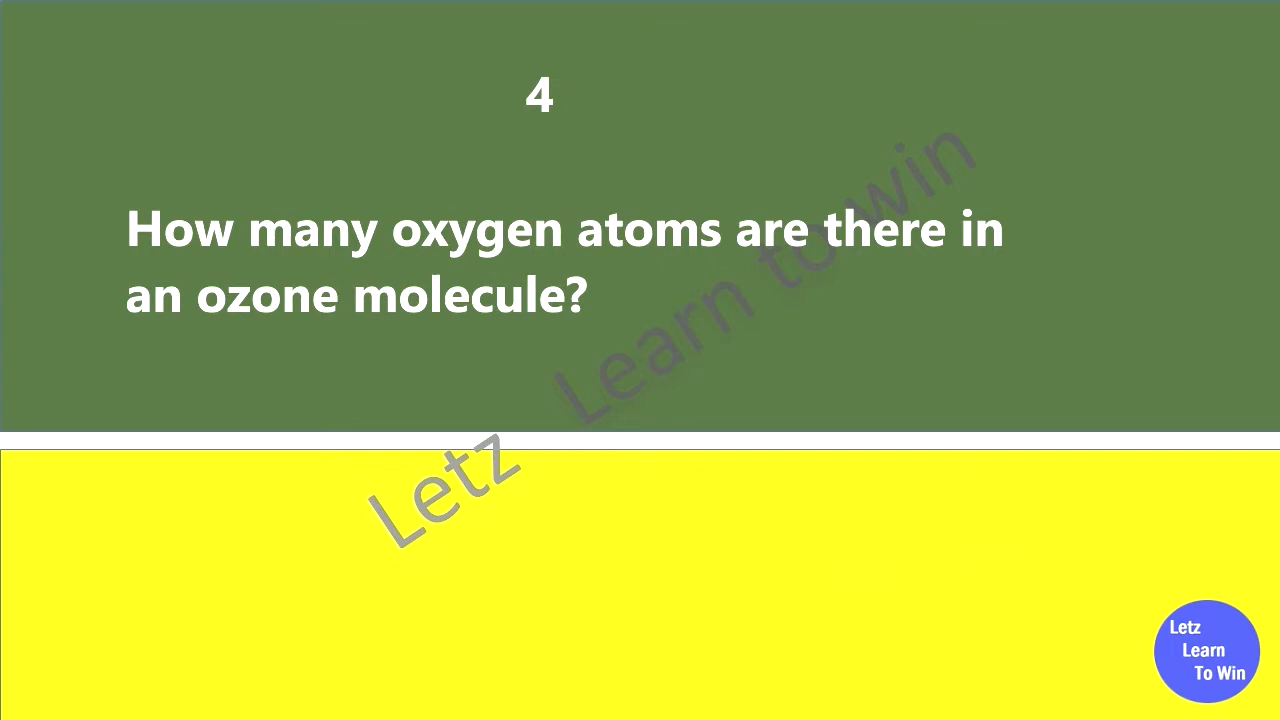 4
How many oxygen atoms are there in
an ozone molecule?
Letz Learn to win
Letz
Learn
To Win